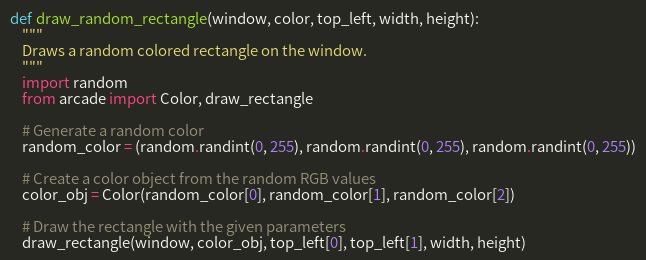 def draw_random_rectangle(window, color, top_left, width, height):
    """
    Draws a random colored rectangle on the window.
    """
    import random
    from arcade import Color, draw_rectangle

    # Generate a random color
    random_color = (random.randint(0, 255), random.randint(0, 255), random.randint(0, 255))

    # Create a color object from the random RGB values
    color_obj = Color(random_color[0], random_color[1], random_color[2])

    # Draw the rectangle with the given parameters
    draw_rectangle(window, color_obj, top_left[0], top_left[1], width, height)